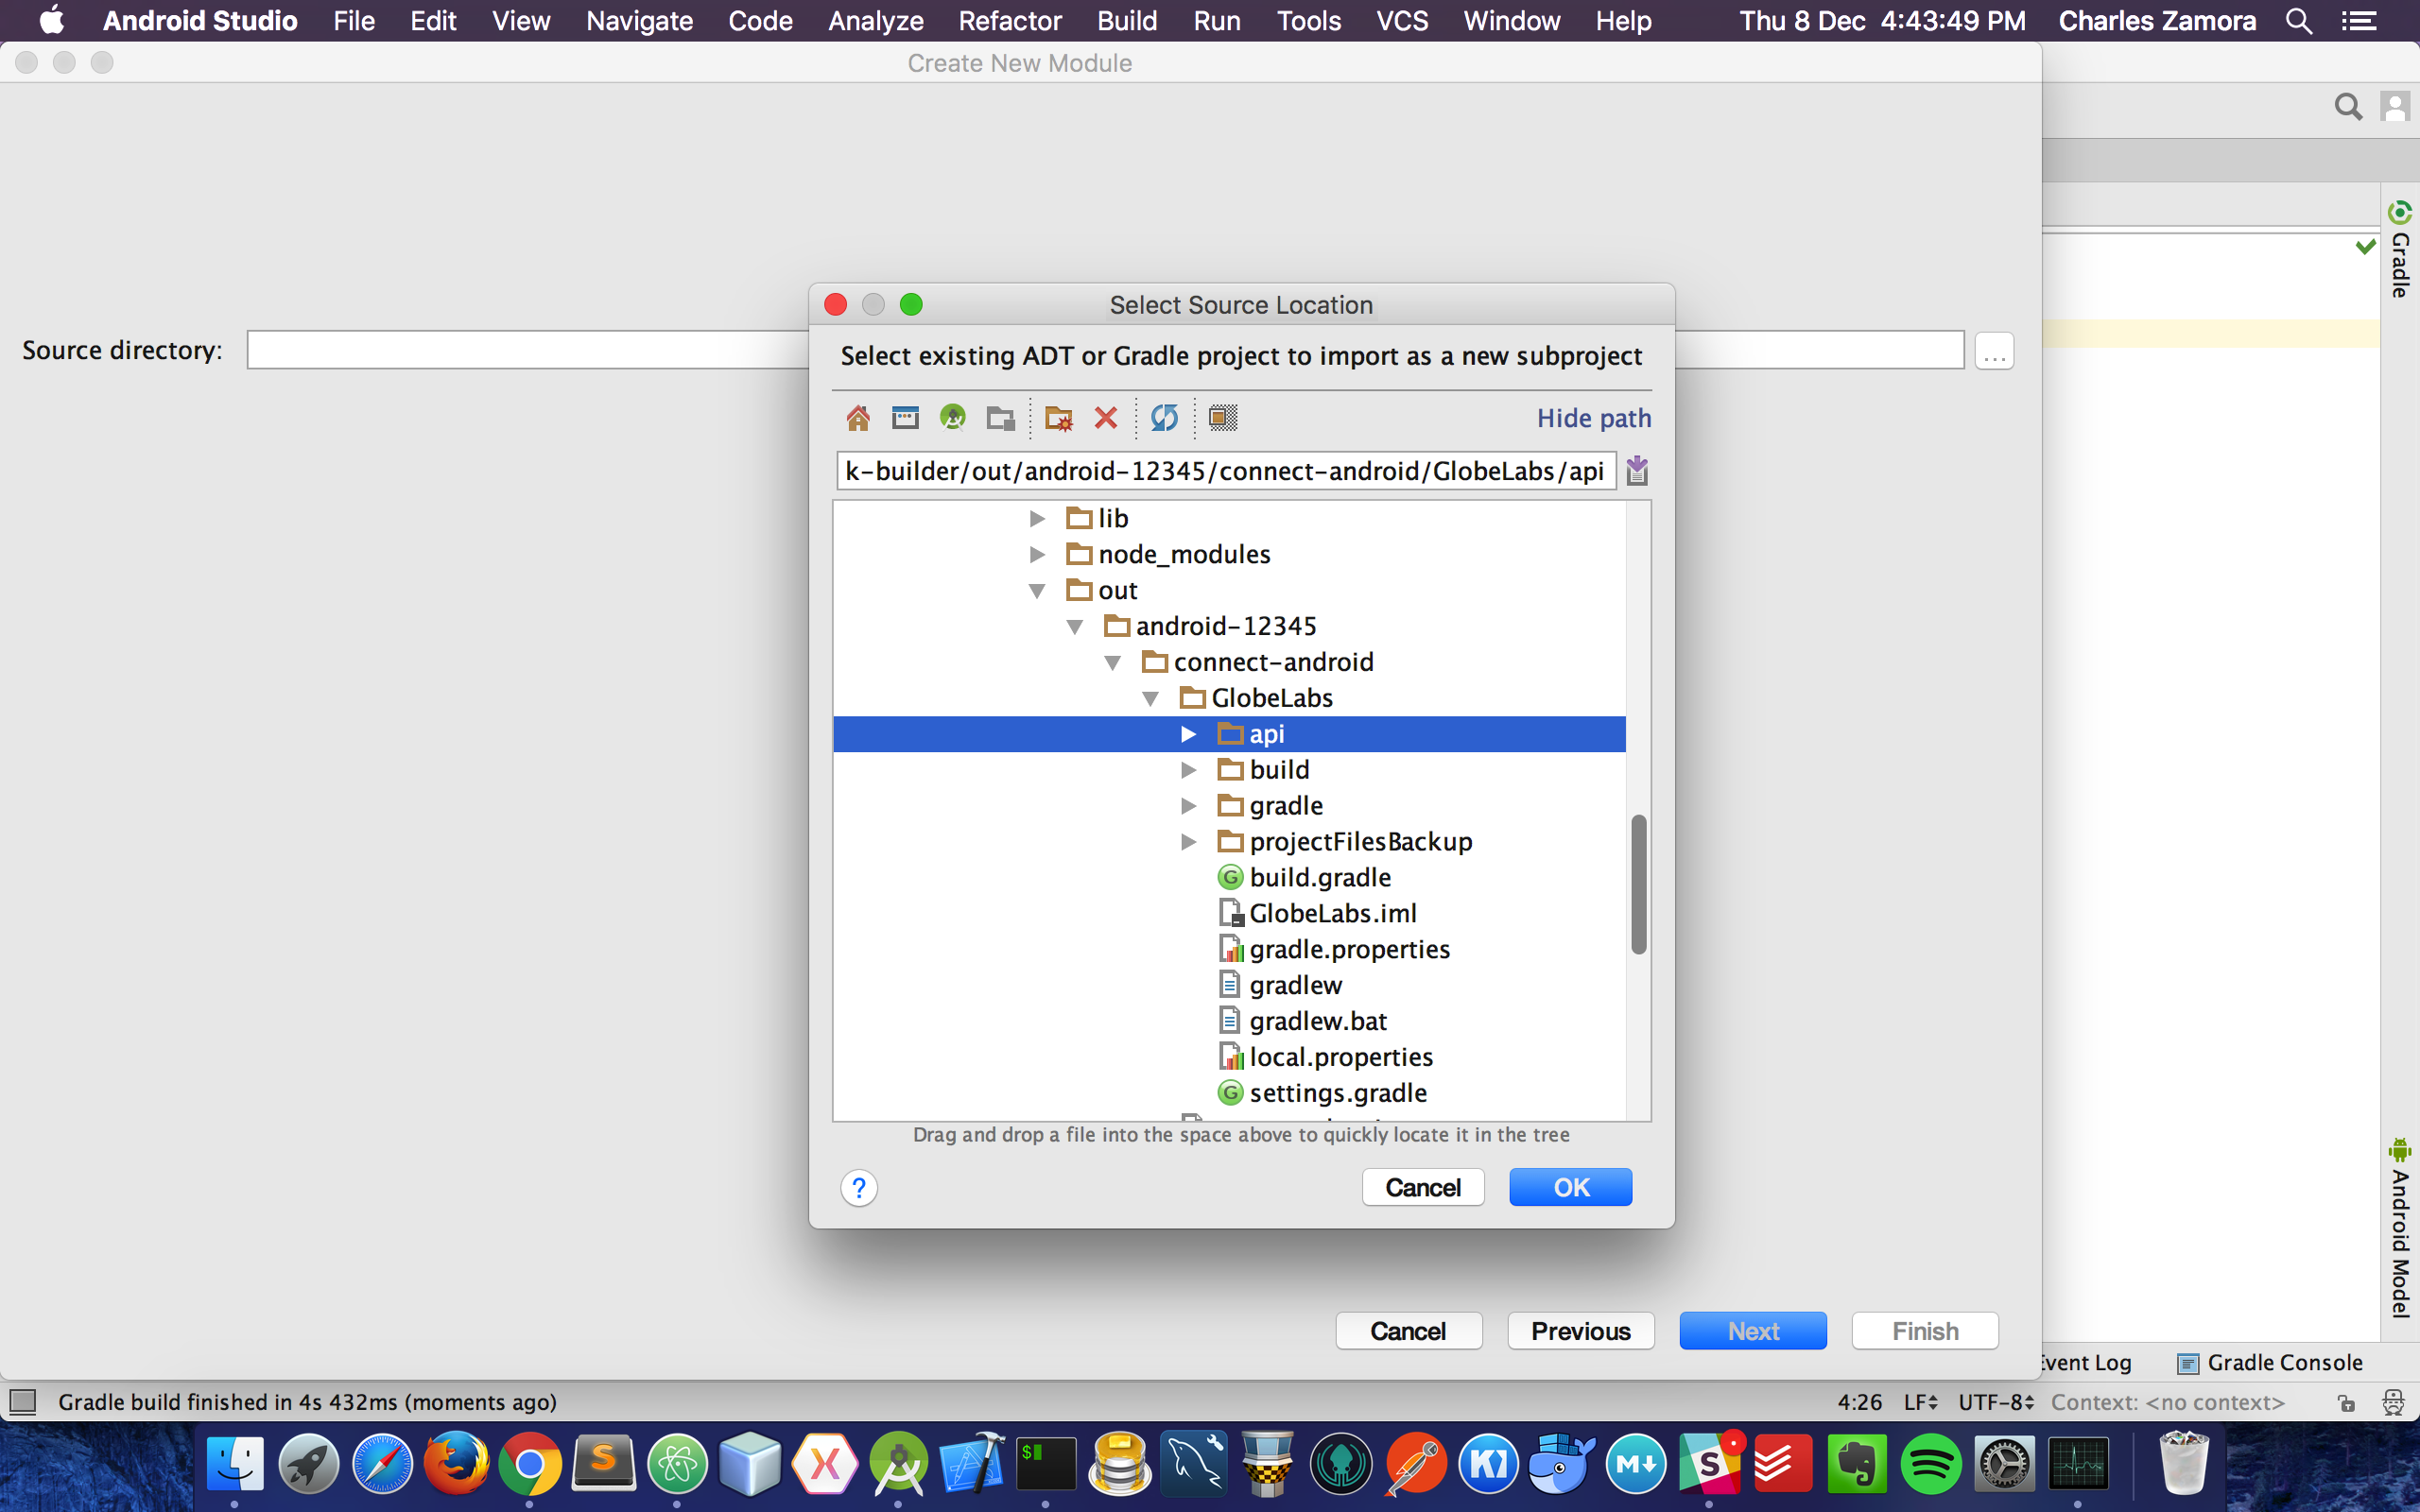 Android Studio File Edit View Navigate Code Analyze Refactor Build Run Tools VCS Window Help Thu 8 Dec 4:43:49 PM Charles Zamora
Create New Module
Gradle
Select Source Location
Source directory:
...
Select existing ADT or Gradle project to import as a new subproject
Hide path
k-builder/out/android-12345/connect-android/GlobeLabs/api
lib
node_modules
out
android-12345
connect-android
GlobeLabs
api
build
gradle
projectFilesBackup
G build.gradle
GlobeLabs.iml
gradle.properties
gradlew
gradlew.bat
local.properties
G settings.gradle
Drag and drop a file into the space above to quickly locate it in the tree
? Cancel OK
Android Model
Cancel Previous Next Finish
Event Log Gradle Console
Gradle build finished in 4s 432ms (moments ago) 4:26 LF UTF-8 Context: <no context>
S X $ K M S